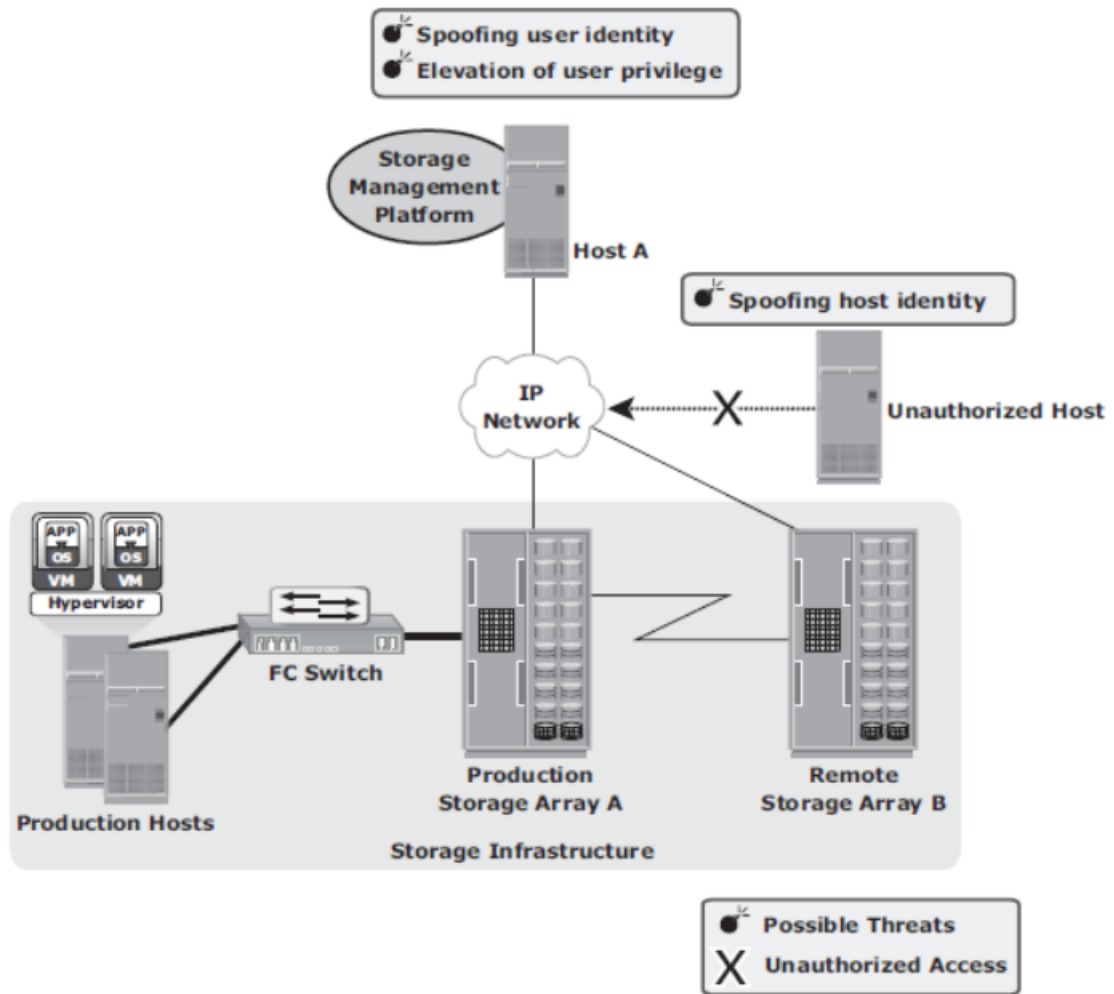 Spoofing user identity
Elevation of user privilege
Storage
Management
Platform
Host A
Spoofing host identity
IP
Network
X
Unauthorized Host
APP
OS
VM
APP
OS
VM
Hypervisor
FC Switch
Production Hosts
Production
Storage Array A
Remote
Storage Array B
Storage Infrastructure
Possible Threats
X Unauthorized Access